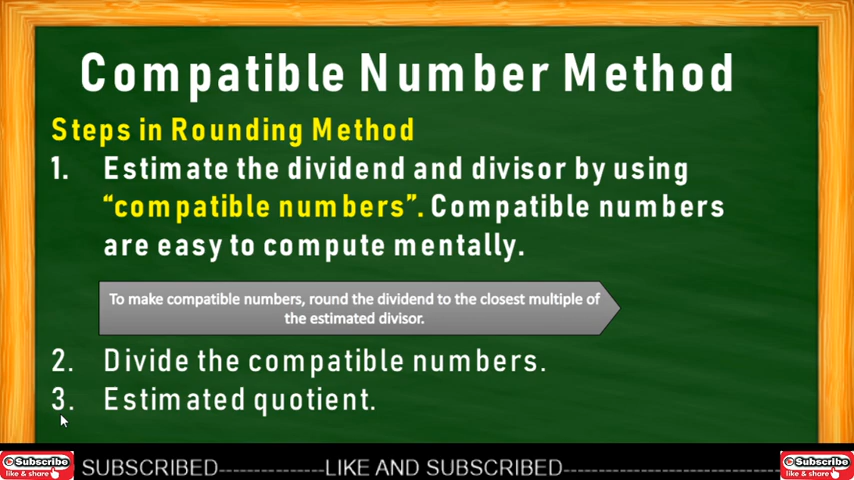 Compatible Number Method
Steps in Rounding Method
1. Estimate the dividend and divisor by using
“compatible numbers”. Compatible numbers
are easy to compute mentally.
To make compatible numbers, round the dividend to the closest multiple of
the estimated divisor.
2. Divide the compatible numbers.
3. Estimated quotient.
Subscribe
like & share
SUBSCRIBED------------LIKE AND SUBSCRIBED------------------------
Subscribe
like & share